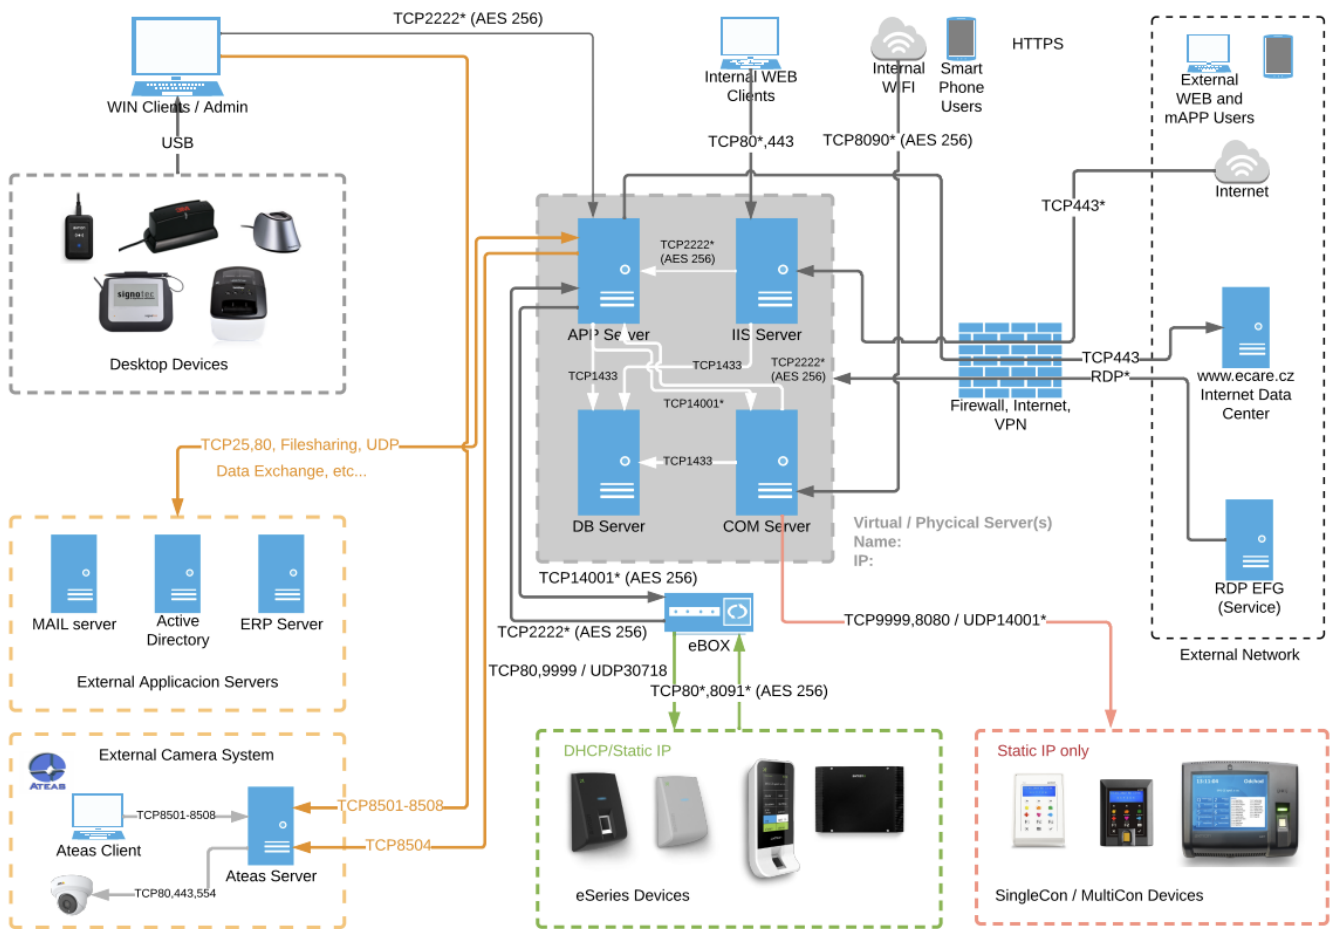 TCP2222* (AES 256)
WIN Clients / Admin
USB
Internal WEB
Clients
Internal
WIFI
Smart
Phone
Users
HTTPS
External
WEB and
mAPP Users
TCP80*,443
TCP8090* (AES 256)
Internet
TCP443*
signotec
Desktop Devices
TCP2222*
(AES 256)
APP Server
IIS Server
TCP1433
TCP1433
TCP2222*
(AES 256)
TCP14001*
TCP443
RDP*
www.ecare.cz
Internet Data
Center
Firewall, Internet,
VPN
TCP25,80, Filesharing, UDP
Data Exchange, etc...
TCP1433
DB Server
COM Server
Virtual / Phycical Server(s)
Name:
IP:
MAIL server
Active
Directory
ERP Server
External Applicacion Servers
TCP14001* (AES 256)
TCP2222* (AES 256)
eBOX
TCP80,9999 / UDP30718
TCP80*,8091* (AES 256)
TCP9999,8080 / UDP14001*
RDP EFG
(Service)
External Network
External Camera System
ATEAS
TCP8501-8508
Ateas Client
TCP8501-8508
TCP8504
Ateas Server
TCP80,443,554
DHCP/Static IP
eSeries Devices
Static IP only
SingleCon / MultiCon Devices